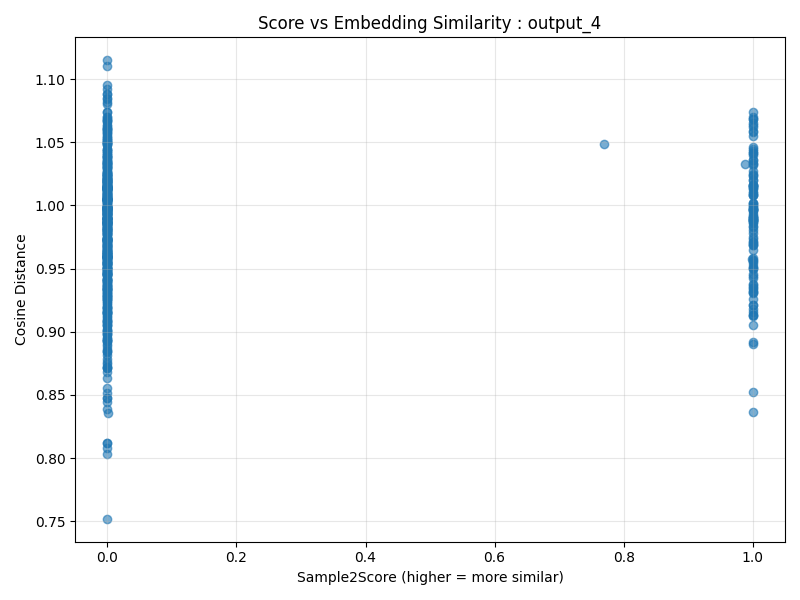 Score vs Embedding Similarity : output_4
Cosine Distance
1.10
1.05
1.00
0.95
0.90
0.85
0.80
0.75
0.0 0.2 0.4 0.6 0.8 1.0
Sample2Score (higher = more similar)